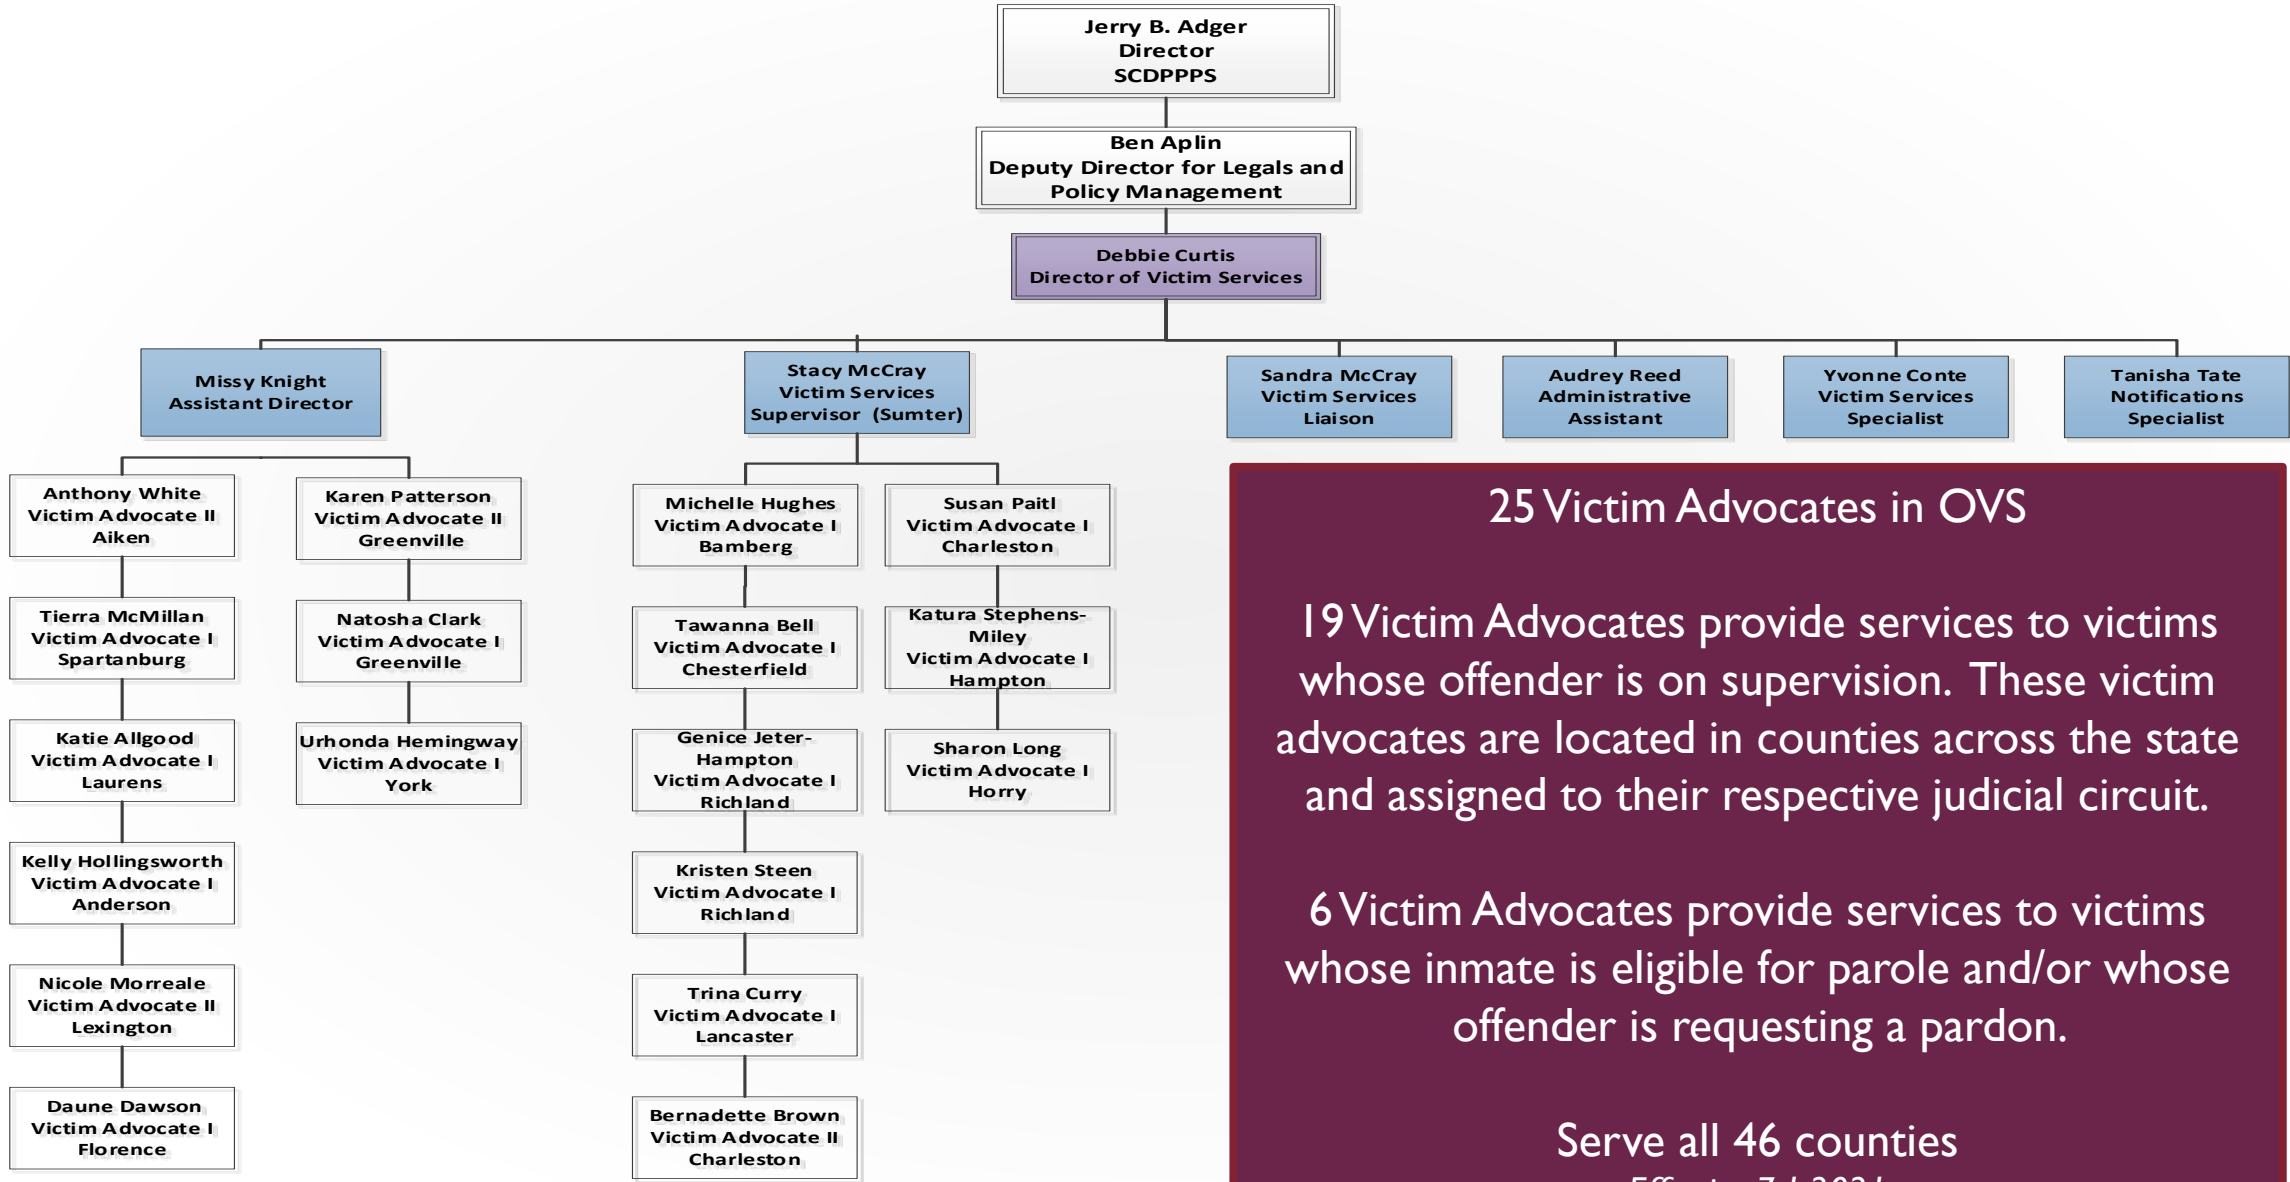 Jerry B. Adger
Director
SCDPPPS
Ben Aplin
Deputy Director for Legals and
Policy Management
Debbie Curtis
Director of Victim Services
Missy Knight
Assistant Director
Stacy McCray
Victim Services
Supervisor (Sumter)
Sandra McCray
Victim Services
Liaison
Audrey Reed
Administrative
Assistant
Yvonne Conte
Victim Services
Specialist
Tanisha Tate
Notifications
Specialist
Anthony White
Victim Advocate II
Aiken
Tierra McMillan
Victim Advocate I
Spartanburg
Katie Allgood
Victim Advocate I
Laurens
Kelly Hollingsworth
Victim Advocate I
Anderson
Nicole Morreale
Victim Advocate II
Lexington
Daune Dawson
Victim Advocate I
Florence
Karen Patterson
Victim Advocate II
Greenville
Natosha Clark
Victim Advocate I
Greenville
Urhonda Hemingway
Victim Advocate I
York
Michelle Hughes
Victim Advocate I
Bamberg
Tawanna Bell
Victim Advocate I
Chesterfield
Genice Jeter-
Hampton
Victim Advocate I
Richland
Kristen Steen
Victim Advocate I
Richland
Trina Curry
Victim Advocate I
Lancaster
Bernadette Brown
Victim Advocate II
Charleston
Susan Paitl
Victim Advocate I
Charleston
Katura Stephens-
Miley
Victim Advocate I
Hampton
Sharon Long
Victim Advocate I
Horry
25 Victim Advocates in OVS
19 Victim Advocates provide services to victims
whose offender is on supervision. These victim
advocates are located in counties across the state
and assigned to their respective judicial circuit.
6 Victim Advocates provide services to victims
whose inmate is eligible for parole and/or whose
offender is requesting a pardon.
Serve all 46 counties